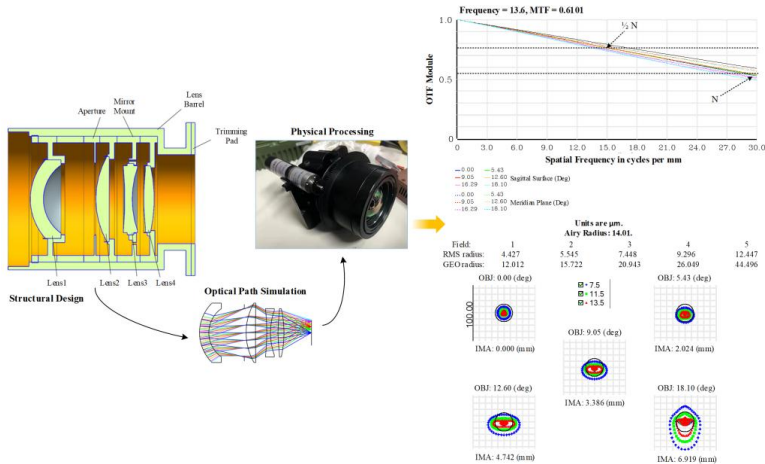 Frequency = 13.6, MTF = 0.6101
½ N
N
1.0
0.5
0
OTF Module
0 3.0 6.0 9.0 12.0 15.0 18.0 21.0 24.0 27.0 30.0
Spatial Frequency in cycles per mm
0.00 5.43
9.05 12.60 Sagittal Surface (Deg)
16.29 18.10
0.00 5.43
9.05 12.60 Meridian Plane (Deg)
16.29 18.10
Lens
Barrel
Mirror
Mount
Aperture
Trimming
Pad
Lens1
Lens2
Lens3
Lens4
Structural Design
Physical Processing
Optical Path Simulation
Units are μm.
Airy Radius: 14.01.
Field: 1 2 3 4 5
RMS radius: 4.427 5.545 7.448 9.296 12.447
GEO radius: 12.012 15.722 20.943 26.049 44.496
OBJ: 0.00 (deg)
100.00
IMA: 0.000 (mm)
7.5
11.5
13.5
OBJ: 5.43 (deg)
IMA: 2.024 (mm)
OBJ: 9.05 (deg)
IMA: 3.386 (mm)
OBJ: 12.60 (deg)
IMA: 4.742 (mm)
OBJ: 18.10 (deg)
IMA: 6.919 (mm)